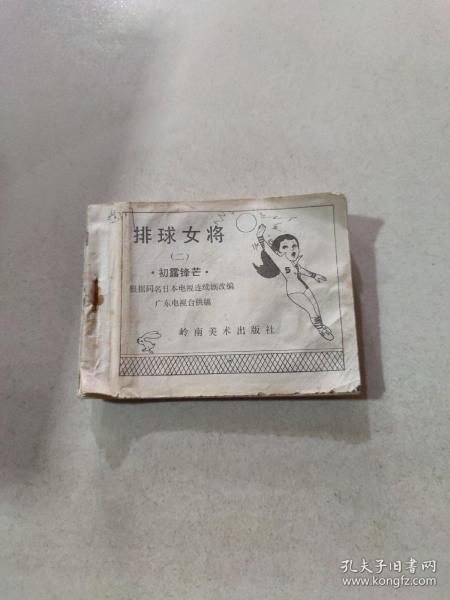 排球女将
（二）
·初露锋芒·
根据同名日本电视连续剧改编
广东电视台供稿
岭南美术出版社
5
孔夫子旧书网
www.kongfz.com